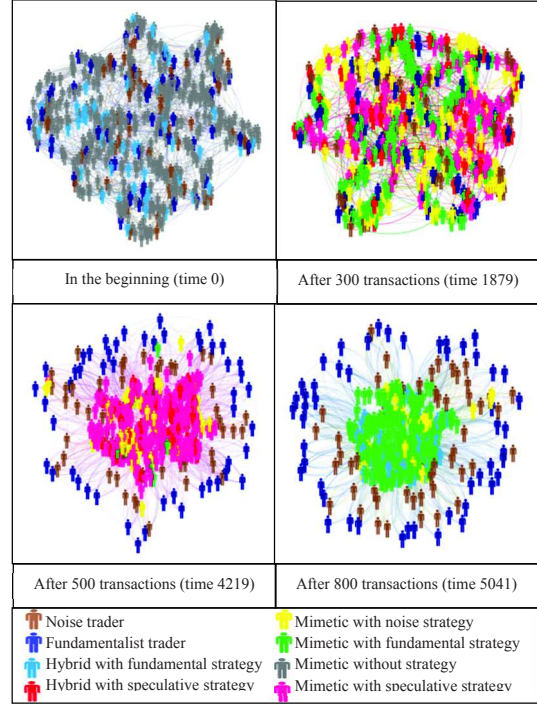 In the beginning (time 0)
After 300 transactions (time 1879)
After 500 transactions (time 4219)
After 800 transactions (time 5041)
Noise trader
Fundamentalist trader
Hybrid with fundamental strategy
Hybrid with speculative strategy
Mimetic with noise strategy
Mimetic with fundamental strategy
Mimetic without strategy
Mimetic with speculative strategy